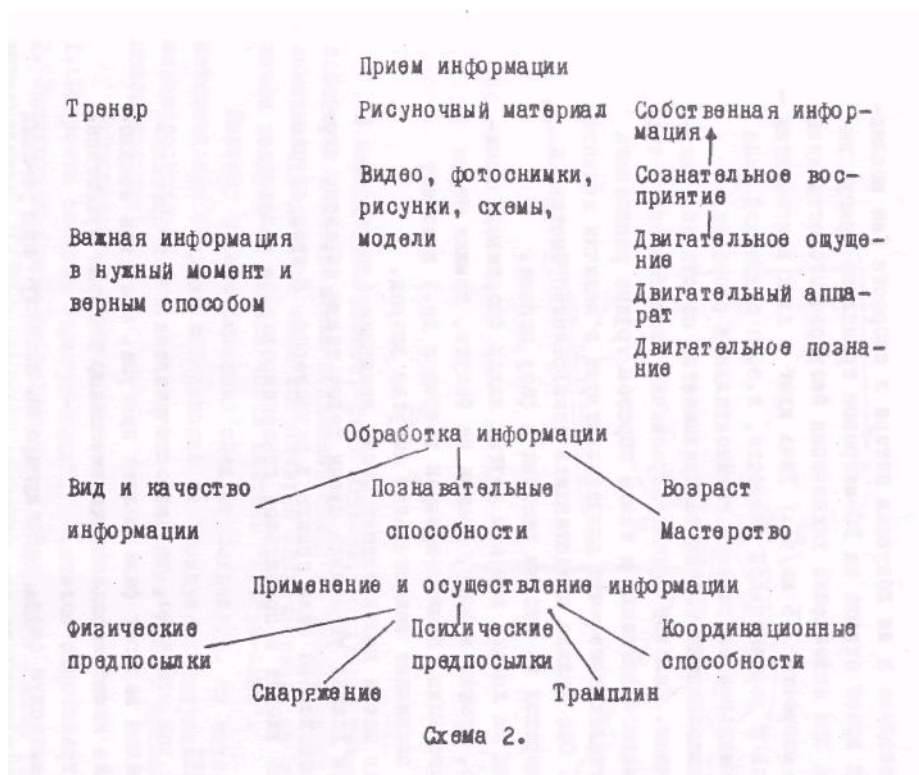 Прием информации
Тренер
Рисуночный материал
Собственная инфор-
мация
Видео, фотоснимки,
рисунки, схемы,
модели
Сознательное вос-
приятие
Важная информация
в нужный момент и
верным способом
Двигательное ощуще-
ние
Двигательный аппа-
рат
Двигательное позна-
ние
Обработка информации
Вид и качество
информации
Познавательные
способности
Возраст
Мастерство
Применение и осуществление информации
Физические
предпосылки
Психические
предпосылки
Координационные
способности
Снаряжение
Трамплин
Схема 2.